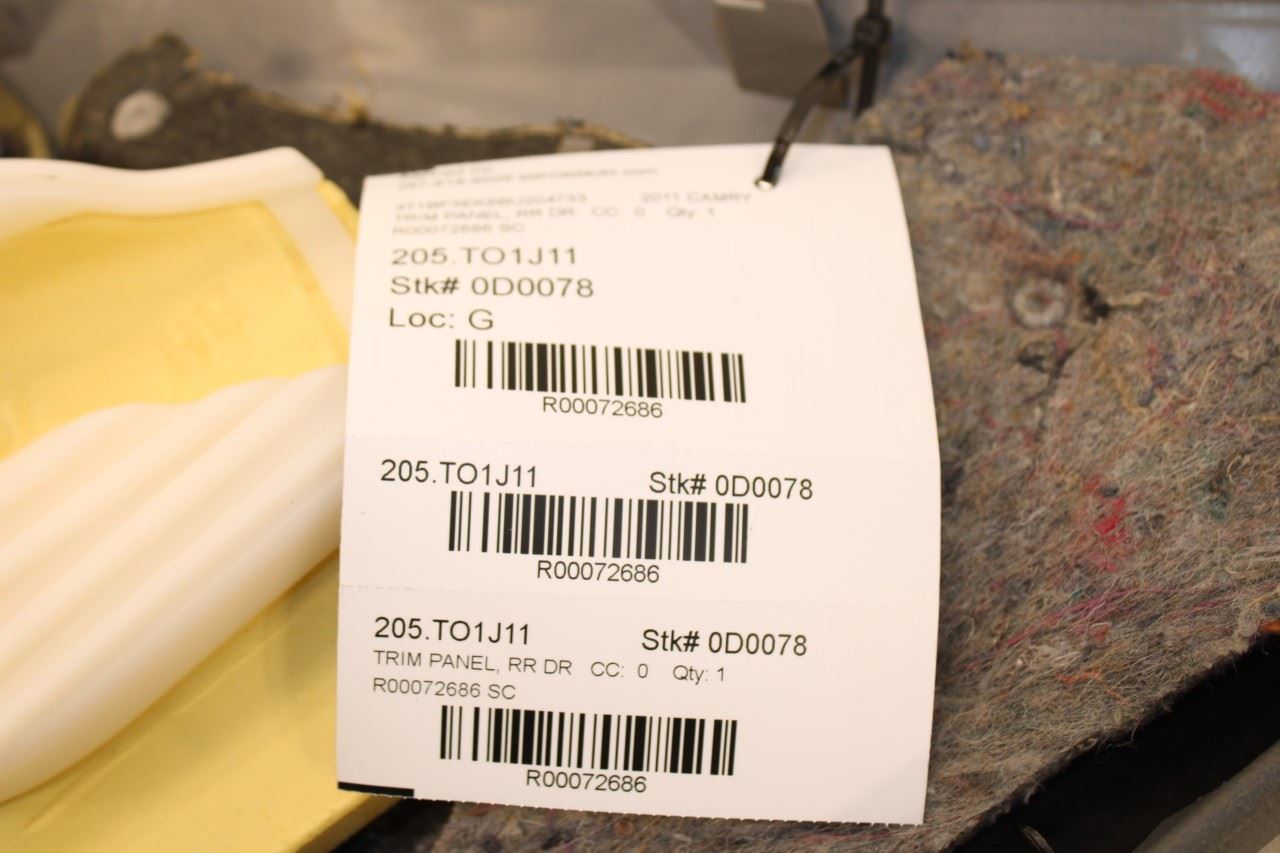 2011 CAMRY
TRIM PANEL, RR DR CC: 0 Qty: 1
R00072686 SC
205.TO1J11
Stk# 0D0078
Loc: G
R00072686
205.TO1J11 Stk# 0D0078
R00072686
205.TO1J11 Stk# 0D0078
TRIM PANEL, RR DR CC: 0 Qty: 1
R00072686 SC
R00072686